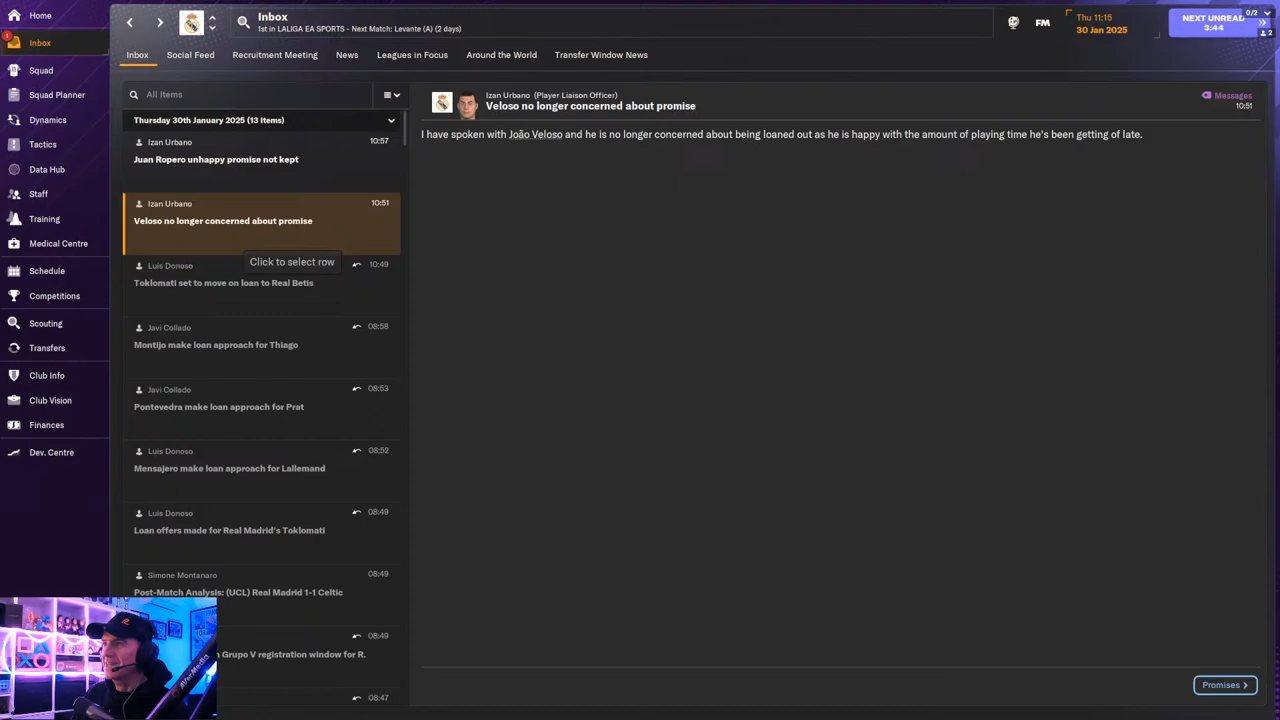 Home
Inbox
1
Squad
Squad Planner
Dynamics
Tactics
Data Hub
Staff
Training
Medical Centre
Schedule
Competitions
Scouting
Transfers
Club Info
Club Vision
Finances
Dev. Centre
Inbox
1st in LALIGA EA SPORTS - Next Match: Levante (A) (2 days)
FM
Thu 11:15
30 Jan 2025
NEXT UNREAD
3:44
0/2
2
Inbox
Social Feed
Recruitment Meeting
News
Leagues in Focus
Around the World
Transfer Window News
All Items
Thursday 30th January 2025 (13 items)
Izan Urbano 10:57
Juan Ropero unhappy promise not kept
Izan Urbano 10:51
Veloso no longer concerned about promise
Click to select row
Luis Donoso 10:49
Toklomati set to move on loan to Real Betis
Javi Collado 08:58
Montijo make loan approach for Thiago
Javi Collado 08:53
Pontevedra make loan approach for Prat
Luis Donoso 08:52
Mensajero make loan approach for Lallemand
Luis Donoso 08:49
Loan offers made for Real Madrid's Toklomati
Simone Montanaro 08:49
Post-Match Analysis: (UCL) Real Madrid 1-1 Celtic
08:49
Grupo V registration window for R.
08:47
Izan Urbano (Player Liaison Officer)
Veloso no longer concerned about promise
Messages
10:51
I have spoken with João Veloso and he is no longer concerned about being loaned out as he is happy with the amount of playing time he's been getting of late.
Promises
AVerMedia